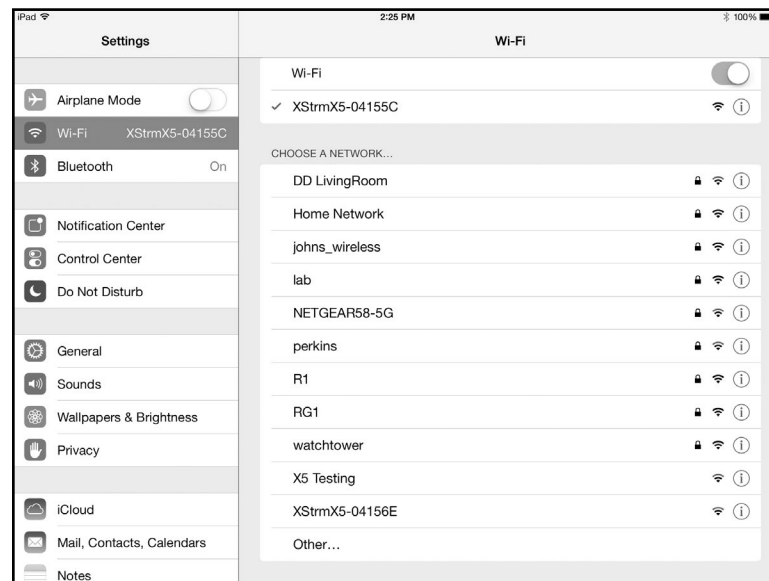 iPad 2:25 PM 100%
Settings
Wi-Fi
Airplane Mode
Wi-Fi XStrmX5-04155C
Bluetooth On
Notification Center
Control Center
Do Not Disturb
General
Sounds
Wallpapers & Brightness
Privacy
iCloud
Mail, Contacts, Calendars
Notes
Wi-Fi
XStrmX5-04155C
CHOOSE A NETWORK...
DD LivingRoom
Home Network
johns_wireless
lab
NETGEAR58-5G
perkins
R1
RG1
watchtower
X5 Testing
XStrmX5-04156E
Other...